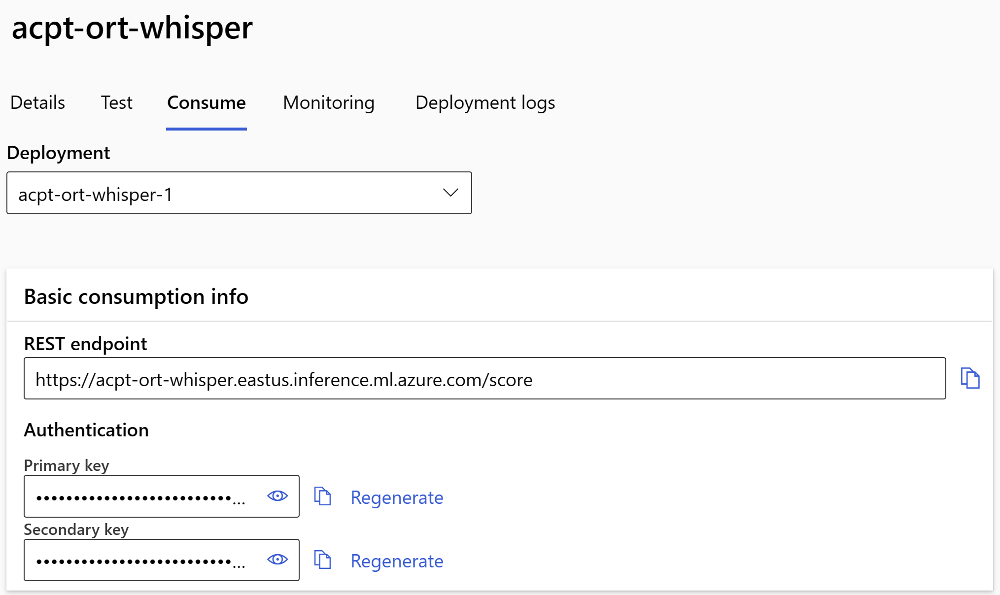 acpt-ort-whisper
Details Test Consume Monitoring Deployment logs
Deployment
acpt-ort-whisper-1
Basic consumption info
REST endpoint
https://acpt-ort-whisper.eastus.inference.ml.azure.com/score
Authentication
Primary key
••••••••••••••••••••••••••... Regenerate
Secondary key
••••••••••••••••••••••••••... Regenerate